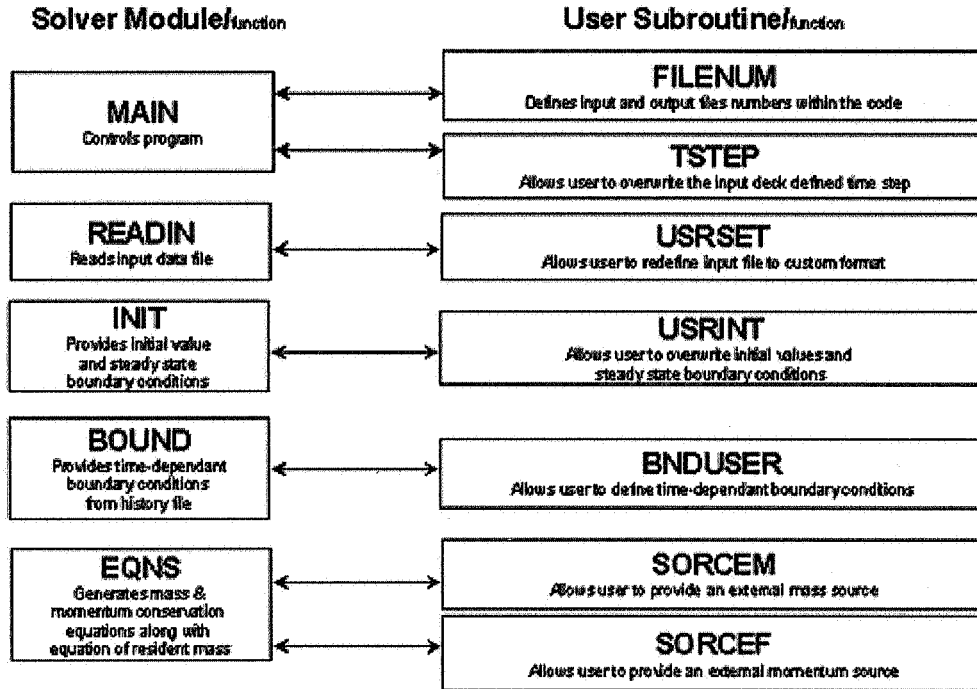 Solver Module/function
User Subroutine/function
MAIN
Controls program
FILENUM
Defines input and output files numbers within the code
TSTEP
Allows user to overwrite the input deck defined time step
READIN
Reads input data file
USRSET
Allows user to redefine input file to custom format
INIT
Provides initial value
and steady state
boundary conditions
USRINT
Allows user to overwrite initial values and
steady state boundary conditions
BOUND
Provides time-dependant
boundary conditions
from history file
BNDUSER
Allows user to define time-dependant boundary conditions
EQNS
Generates mass &
momentum conservation
equations along with
equation of resident mass
SORCEM
Allows user to provide an external mass source
SORCEF
Allows user to provide an external momentum source